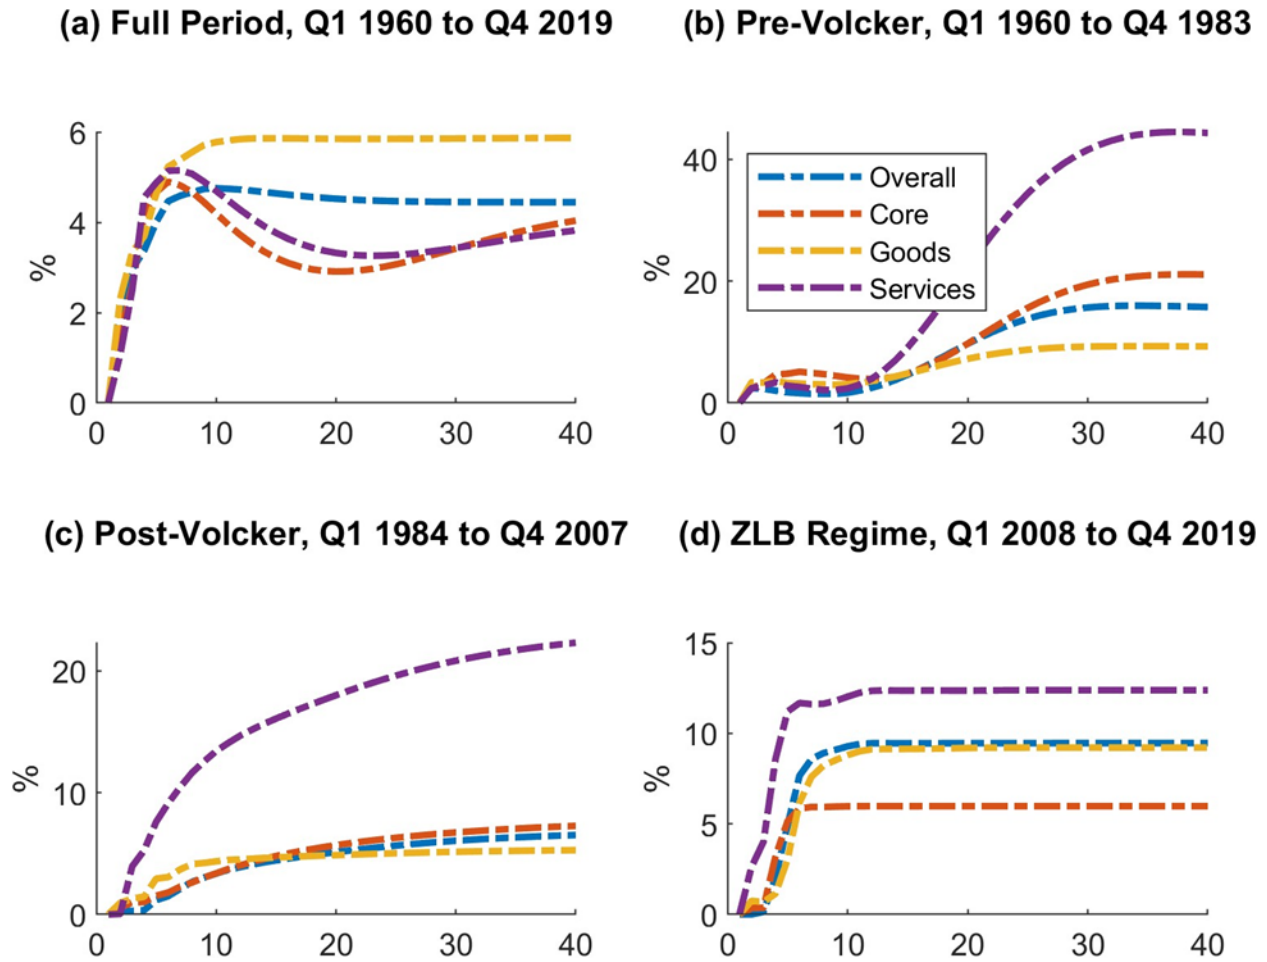 (a) Full Period, Q1 1960 to Q4 2019
(b) Pre-Volcker, Q1 1960 to Q4 1983
6
4
2
0
%
0 10 20 30 40
40
20
0
%
Overall
Core
Goods
Services
0 10 20 30 40
(c) Post-Volcker, Q1 1984 to Q4 2007
(d) ZLB Regime, Q1 2008 to Q4 2019
20
10
0
%
0 10 20 30 40
15
10
5
0
%
0 10 20 30 40